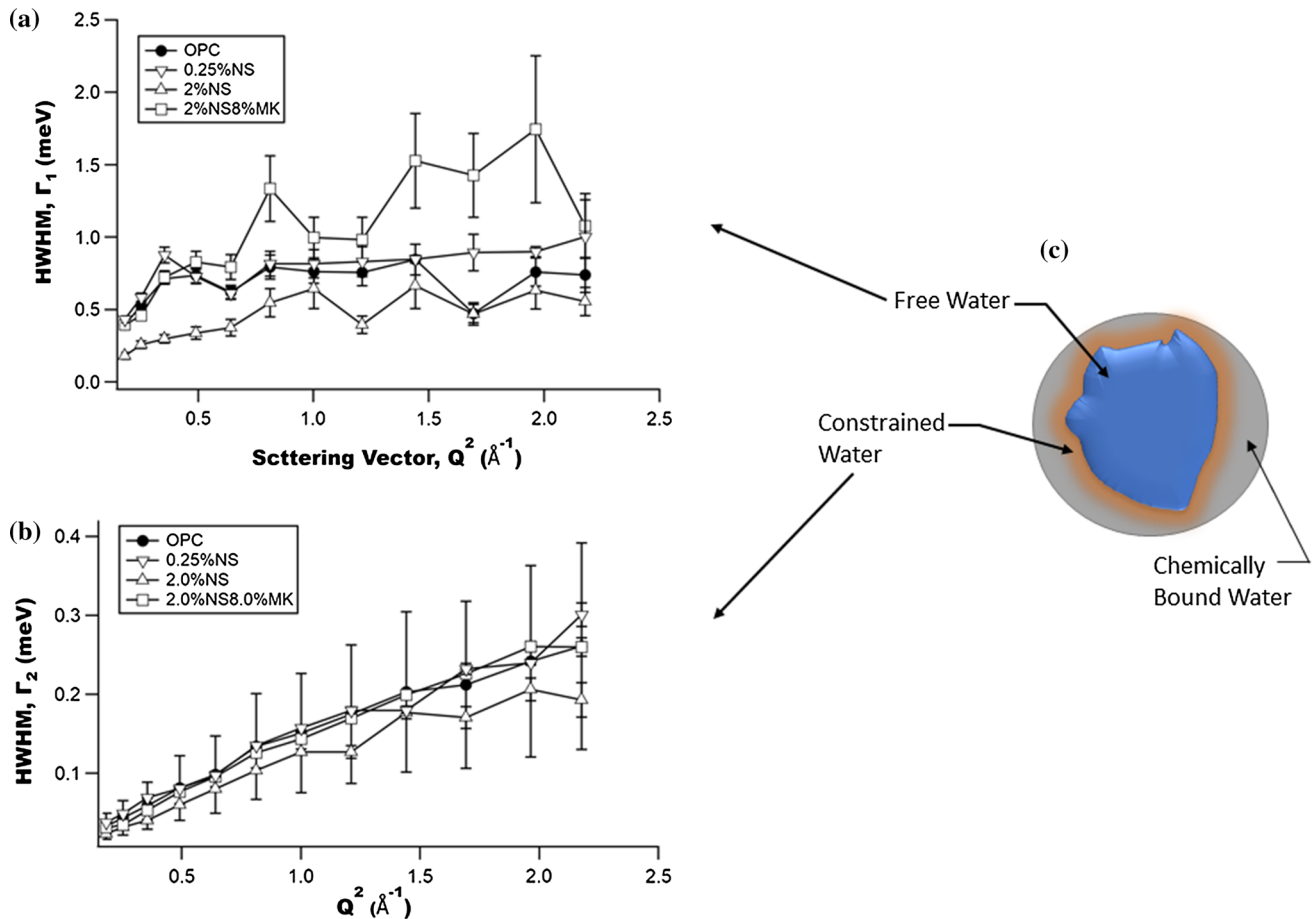 (a)
2.5
2.0
1.5
1.0
0.5
0.0
HWHM, Γ1 (meV)
OPC
0.25%NS
2%NS
2%NS8%MK
0.5 1.0 1.5 2.0 2.5
Scttering Vector, Q2 (Å-1)
(b)
0.4
0.3
0.2
0.1
HWHM, Γ2 (meV)
OPC
0.25%NS
2.0%NS
2.0%NS8.0%MK
0.5 1.0 1.5 2.0 2.5
Q2 (Å-1)
(c)
Free Water
Constrained
Water
Chemically
Bound Water